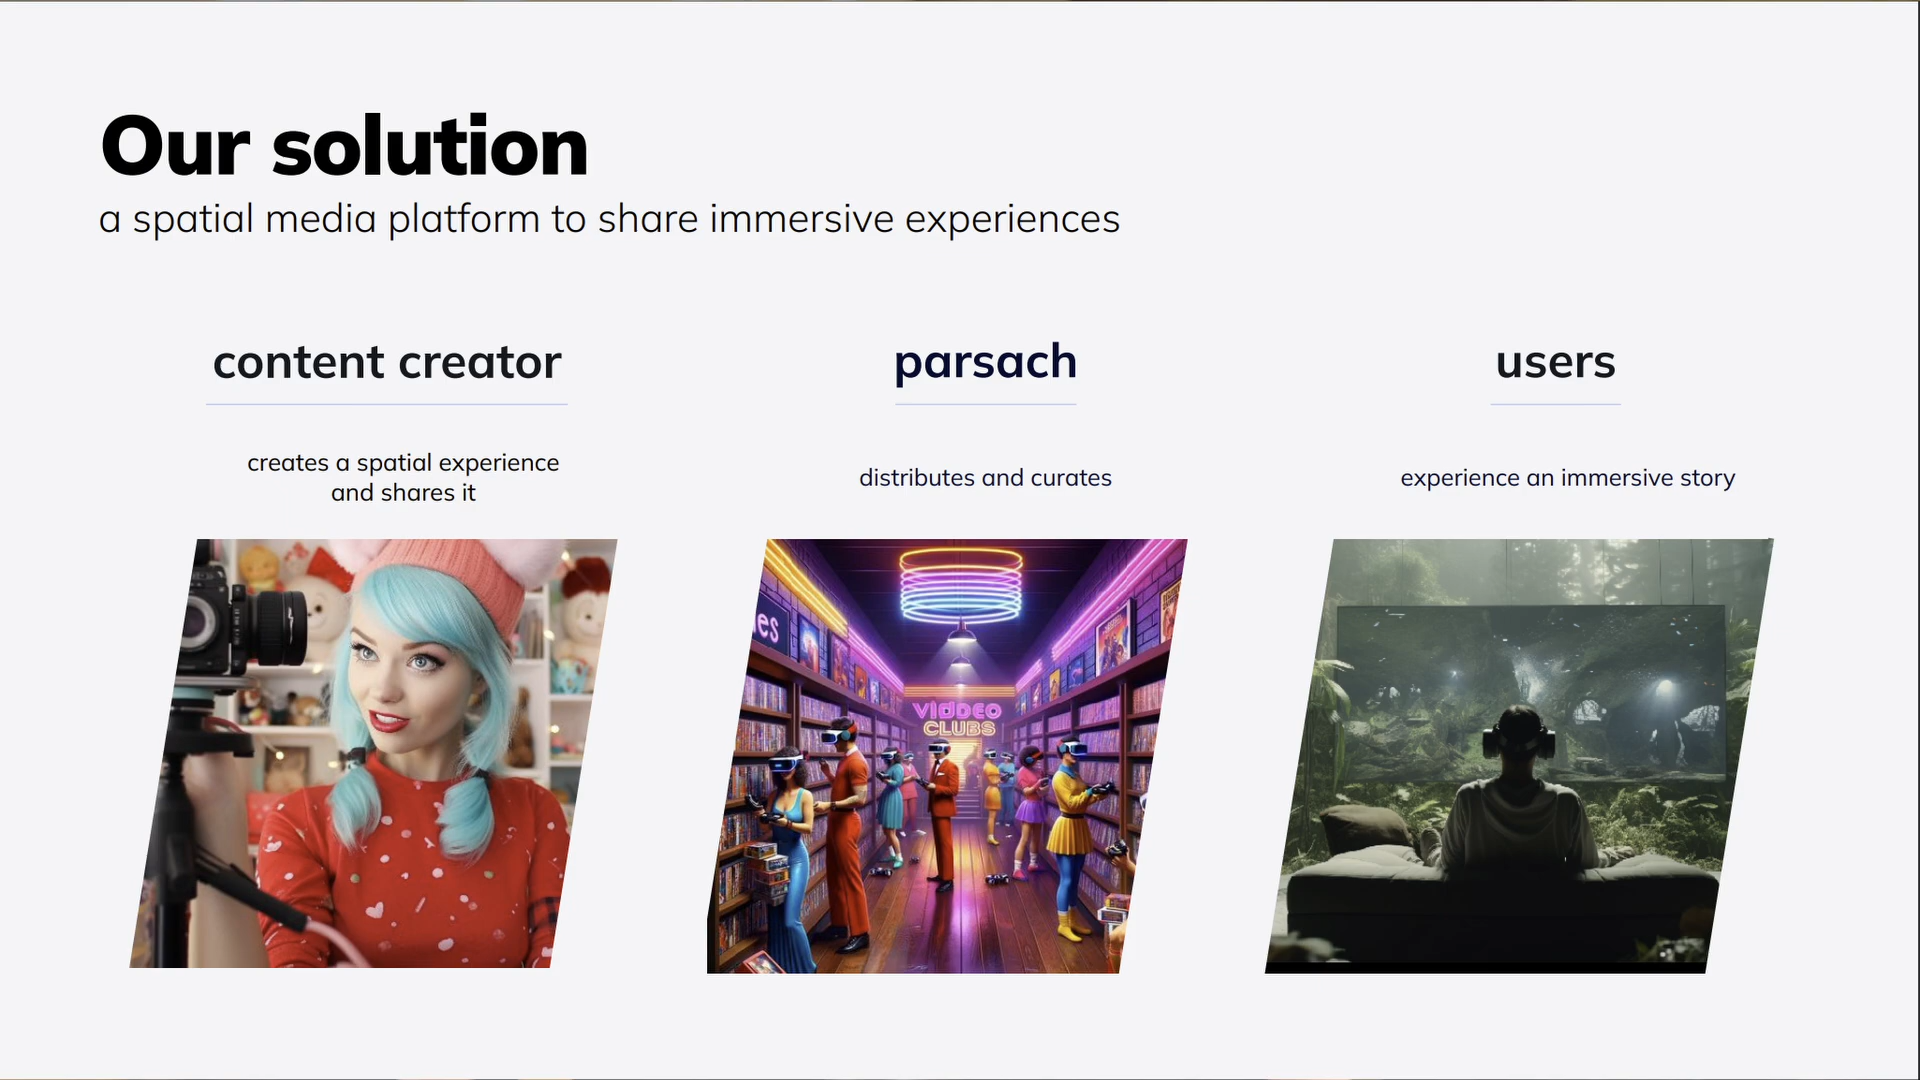 Our solution
a spatial media platform to share immersive experiences
content creator
parsach
users
creates a spatial experience
and shares it
distributes and curates
experience an immersive story
es
VIDDEO
CLUBS